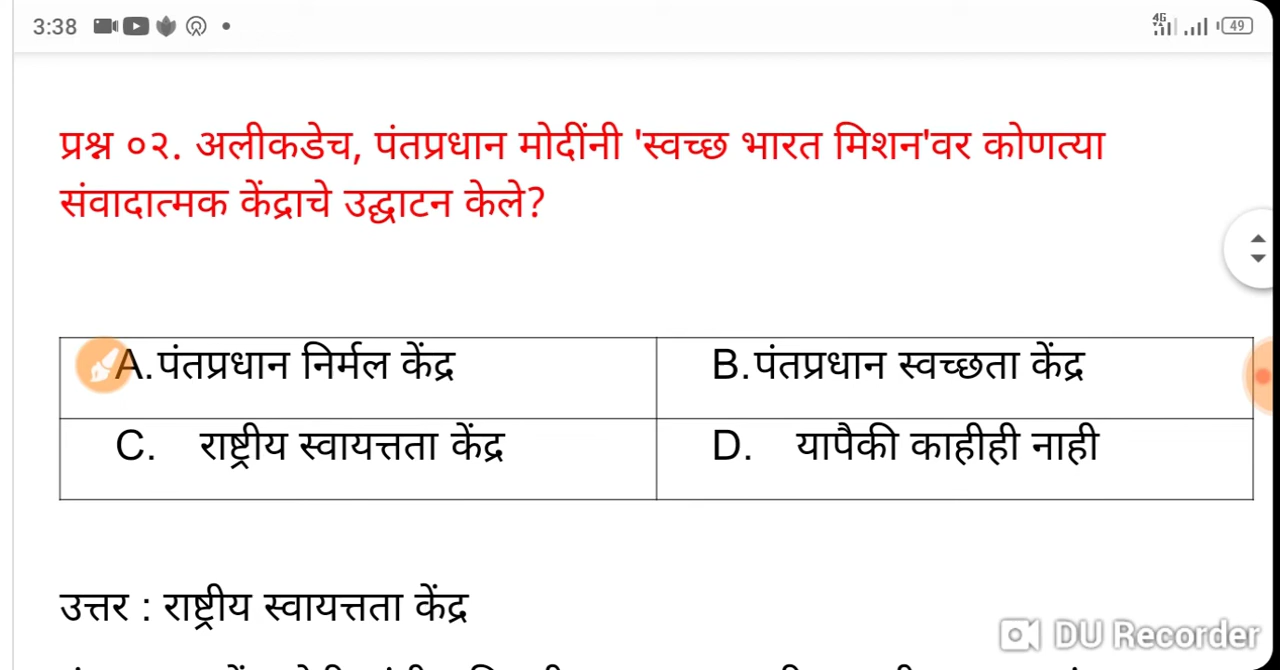 3:38
4G
49
प्रश्न ०२. अलीकडेच, पंतप्रधान मोदींनी 'स्वच्छ भारत मिशन'वर कोणत्या
संवादात्मक केंद्राचे उद्घाटन केले?
A.पंतप्रधान निर्मल केंद्र
B.पंतप्रधान स्वच्छता केंद्र
C. राष्ट्रीय स्वायत्तता केंद्र
D. यापैकी काहीही नाही
उत्तर : राष्ट्रीय स्वायत्तता केंद्र
DU Recorder